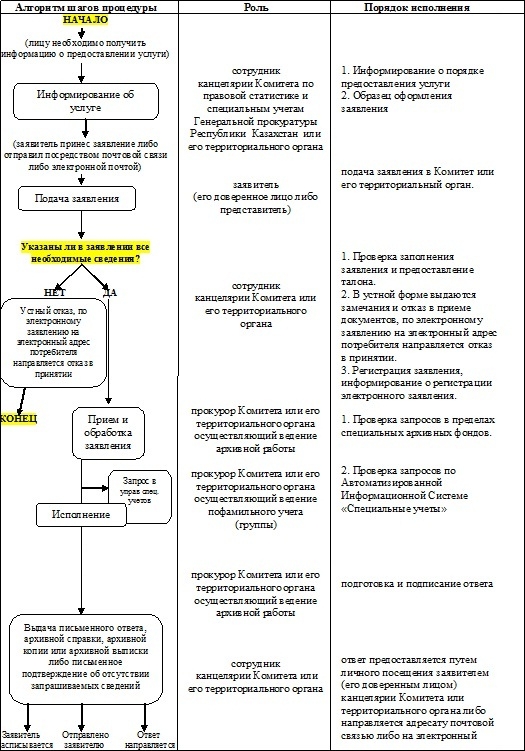 Алгоритм шагов процедуры
Роль
Порядок исполнения
НАЧАЛО
(лицу необходимо получить
информацию о предоставлении услуги)
Информирование об
услуге
сотрудник
канцелярии Комитета по
правовой статистике и
специальным учетам
Генеральной прокуратуры
Республики Казахстан или
его территориального органа
1. Информирование о порядке
предоставления услуги
2. Образец оформления
заявления
(заявитель принес заявление либо
отправил посредством почтовой связи
либо электронной почтой)
Подача заявления
заявитель
(его доверенное лицо либо
представитель)
подача заявления в Комитет или
его территориальный орган.
Указаны ли в заявлении все
необходимые сведения?
НЕТ
ДА
Устный отказ, по
электронному
заявлению на
электронный адрес
потребителя
направляется отказ в
принятии
сотрудник
канцелярии Комитета или
его территориального
органа
1. Проверка заполнения
заявления и предоставление
талона.
2. В устной форме выдаются
замечания и отказ в приеме
документов, по электронному
заявлению на электронный адрес
потребителя направляется отказ
в принятии.
3. Регистрация заявления,
информирование о регистрации
электронного заявления.
КОНЕЦ
Прием и
обработка
заявления
прокурор Комитета или его
территориального органа
осуществляющий ведение
архивной работы
1. Проверка запросов в пределах
специальных архивных фондов.
Запрос в
управ спец.
учетов
Исполнение
прокурор Комитета или его
территориального органа
осуществляющий ведение
пофамильного учета
(группы)
2. Проверка запросов по
Автоматизированной
Информационной Системе
«Специальные учеты»
прокурор Комитета или его
территориального органа
осуществляющий ведение
архивной работы
подготовка и подписание ответа
Выдача письменного ответа,
архивной справки, архивной
копии или архивной выписки
либо письменное
подтверждение об отсутствии
запрашиваемых сведений
сотрудник
канцелярии Комитета или
его территориального органа
ответ предоставляется путем
личного посещения заявителем
(его доверенным лицом)
канцелярии Комитета или
территориального органа либо
направляется адресату почтовой
связью либо на электронный
Заявитель
асписывается
Отправлено
заявителю
Ответ
направляется